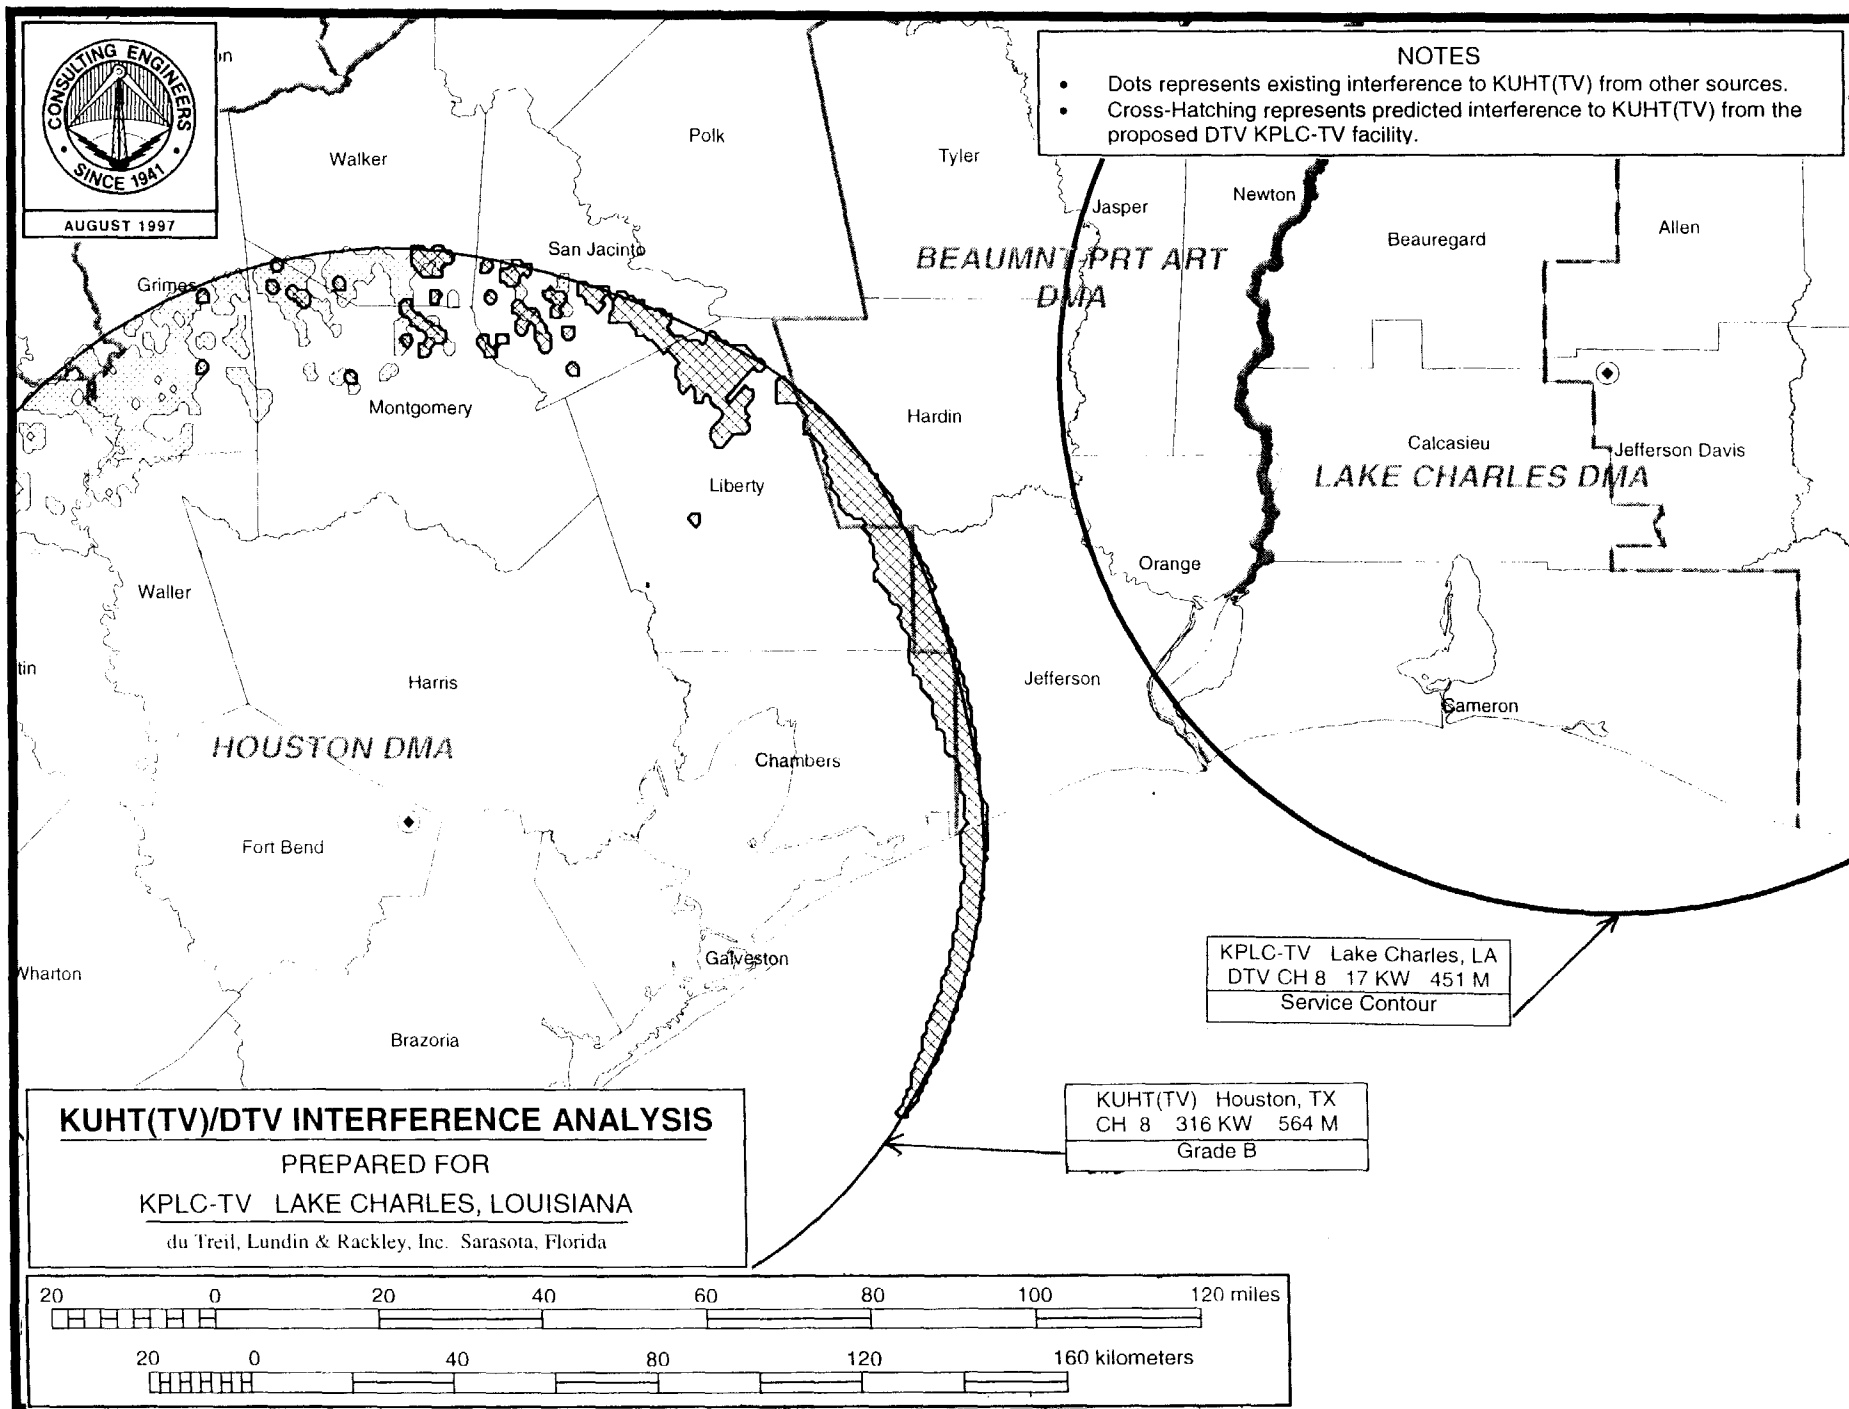 CONSULTING ENGINEERS
SINCE 1941
AUGUST 1997
on
NOTES
• Dots represents existing interference to KUHT(TV) from other sources.
• Cross-Hatching represents predicted interference to KUHT(TV) from the
proposed DTV KPLC-TV facility.
Walker
Polk
Tyler
Jasper
Newton
Beauregard
Allen
San Jacinto
Grimes
BEAUMNT-PRT ART
DMA
Montgomery
Hardin
Calcasieu
Jefferson Davis
LAKE CHARLES DMA
Liberty
Orange
Waller
tin
Harris
Jefferson
Cameron
HOUSTON DMA
Chambers
Fort Bend
Galveston
Wharton
Brazoria
KPLC-TV Lake Charles, LA
DTV CH 8 17 KW 451 M
Service Contour
KUHT(TV) Houston, TX
CH 8 316 KW 564 M
Grade B
KUHT(TV)/DTV INTERFERENCE ANALYSIS
PREPARED FOR
KPLC-TV LAKE CHARLES, LOUISIANA
du Treil, Lundin & Rackley, Inc. Sarasota, Florida
20 0 20 40 60 80 100 120 miles
20 0 40 80 120 160 kilometers